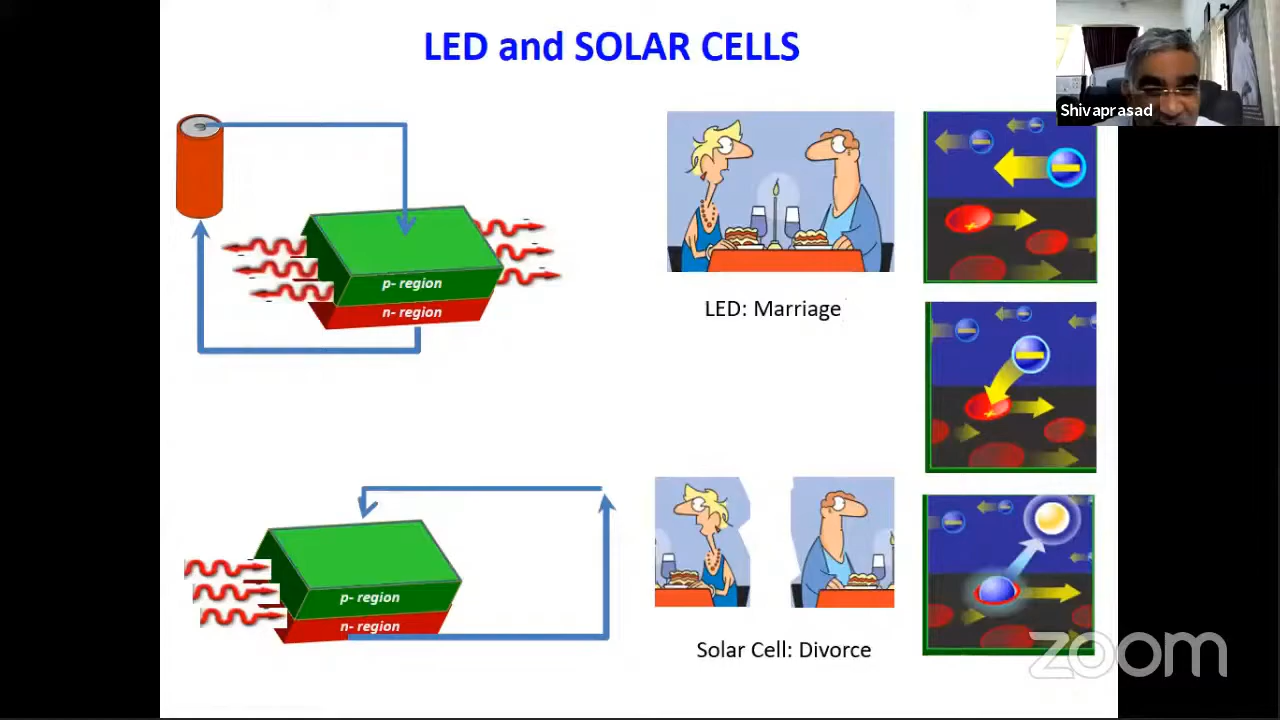 LED and SOLAR CELLS
Shivaprasad
p- region
n- region
LED: Marriage
p- region
n- region
Solar Cell: Divorce
zoom